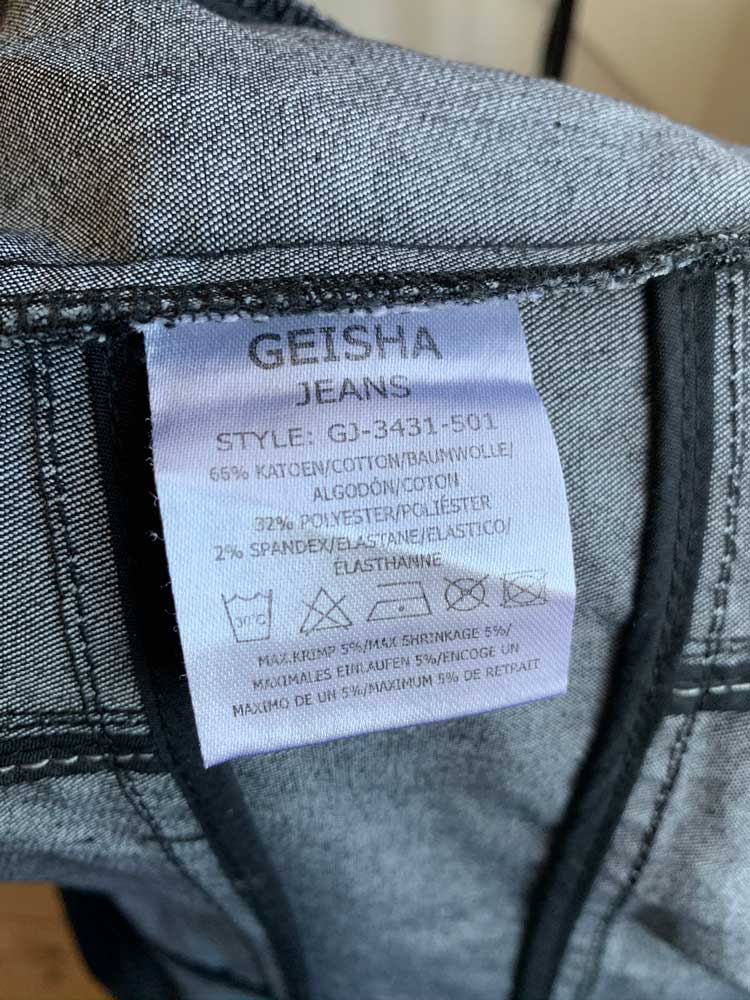 GEISHA
JEANS
STYLE: GJ-3431-501
66% KATOEN/COTTON/BAUMWOLLE/
ALGODÓN/COTON
32% POLYESTER/POLIÉSTER
2% SPANDEX/ELASTANE/ELASTICO/
ÉLASTHANNE
30°C
MAX.KRIMP 5%/MAX SHRINKAGE 5%/
MAXIMALES EINLAUFEN 5%/ENCOGE UN
MAXIMO DE UN 5%/MAXIMUM 5% DE RETRAIT